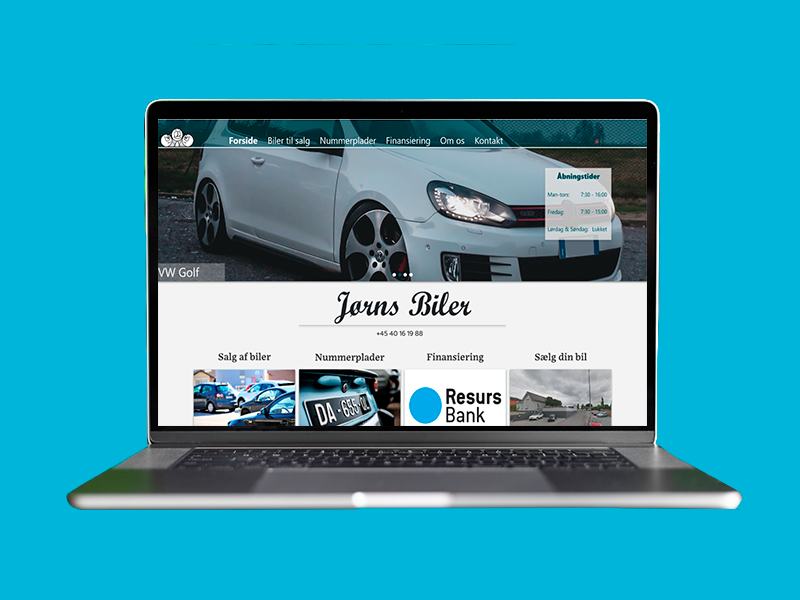 Forside Biler til salg Nummerplader Finansiering Om os Kontakt
Åbningstider
Man-tors: 7:30 - 16:00
Fredag: 7:30 - 15:00
Lørdag & Søndag: Lukket
VW Golf
Jørns Biler
+45 40 16 19 88
Salg af biler Nummerplader Finansiering Sælg din bil
DA-655-
Resurs
Bank